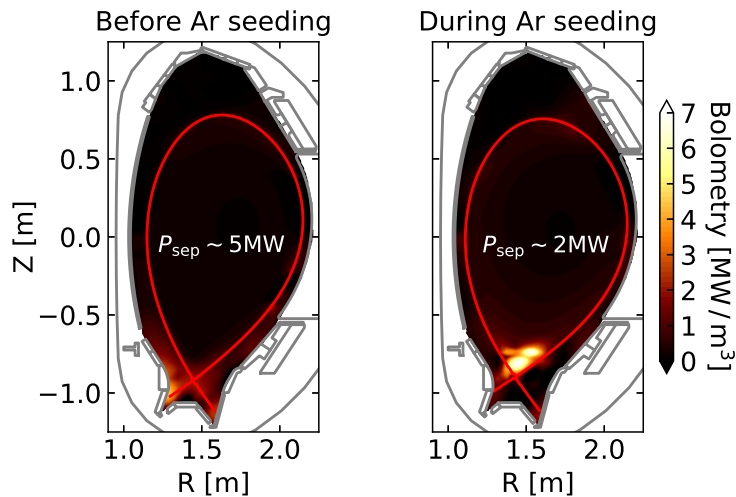 Before Ar seeding
During Ar seeding
1.0
0.5
0.0
−0.5
−1.0
Z [m]
P_sep ∼ 5MW
P_sep ∼ 2MW
1.0 1.5 2.0
R [m]
1.0 1.5 2.0
R [m]
7
6
5
4
3
2
1
0
Bolometry [MW / m³]